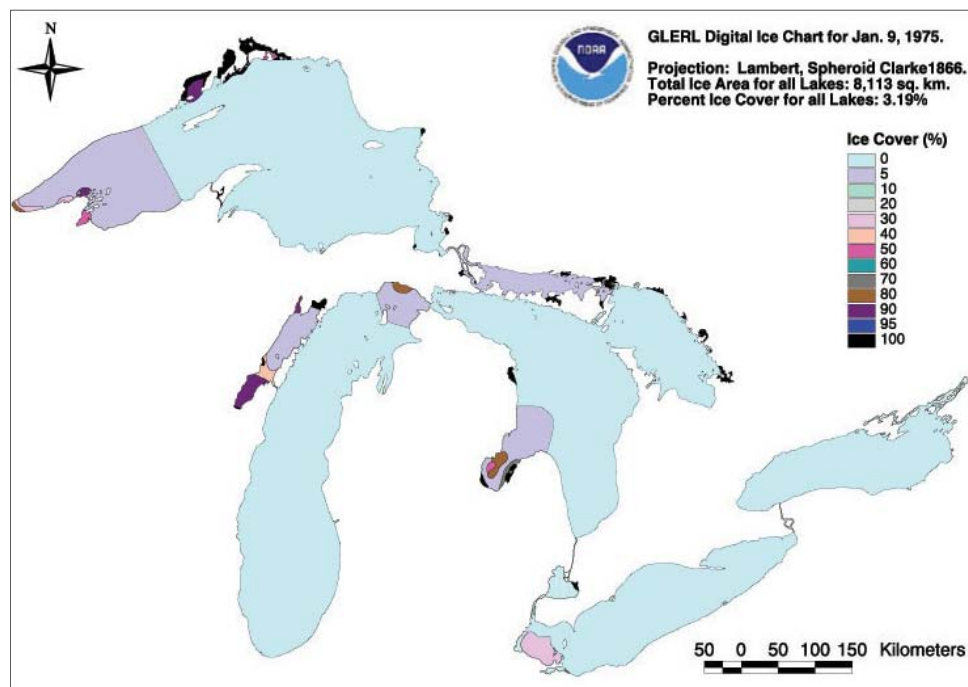 N
NOAA
GLERL Digital Ice Chart for Jan. 9, 1975.
Projection: Lambert, Spheroid Clarke1866.
Total Ice Area for all Lakes: 8,113 sq. km.
Percent Ice Cover for all Lakes: 3.19%
Ice Cover (%)
0
5
10
20
30
40
50
60
70
80
90
95
100
50 0 50 100 150 Kilometers